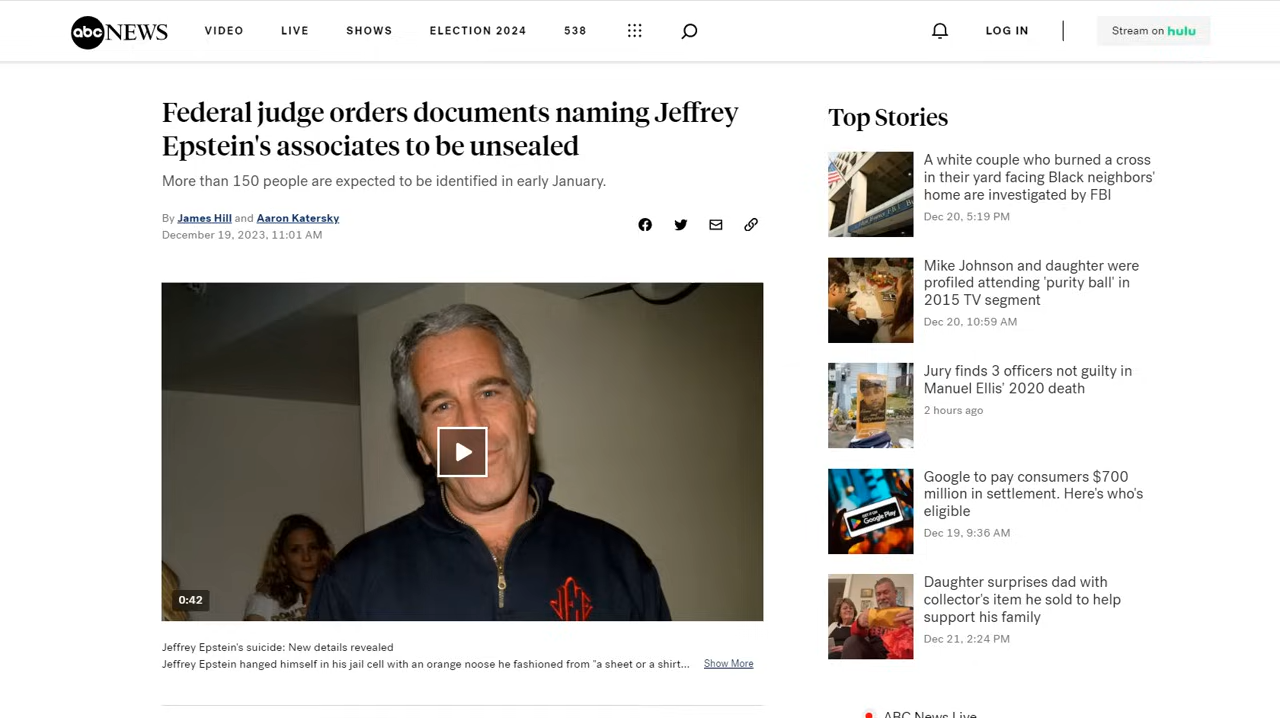 abc NEWS
VIDEO
LIVE
SHOWS
ELECTION 2024
538
LOG IN
Stream on hulu
Federal judge orders documents naming Jeffrey
Epstein's associates to be unsealed
More than 150 people are expected to be identified in early January.
By James Hill and Aaron Katersky
December 19, 2023, 11:01 AM
0:42
Jeffrey Epstein's suicide: New details revealed
Jeffrey Epstein hanged himself in his jail cell with an orange noose he fashioned from "a sheet or a shirt...
Show More
Top Stories
A white couple who burned a cross
in their yard facing Black neighbors'
home are investigated by FBI
Dec 20, 5:19 PM
Mike Johnson and daughter were
profiled attending 'purity ball' in
2015 TV segment
Dec 20, 10:59 AM
Jury finds 3 officers not guilty in
Manuel Ellis' 2020 death
2 hours ago
GET IT ON
Google Play
Google to pay consumers $700
million in settlement. Here's who's
eligible
Dec 19, 9:36 AM
Daughter surprises dad with
collector's item he sold to help
support his family
Dec 21, 2:24 PM
ABC News Live